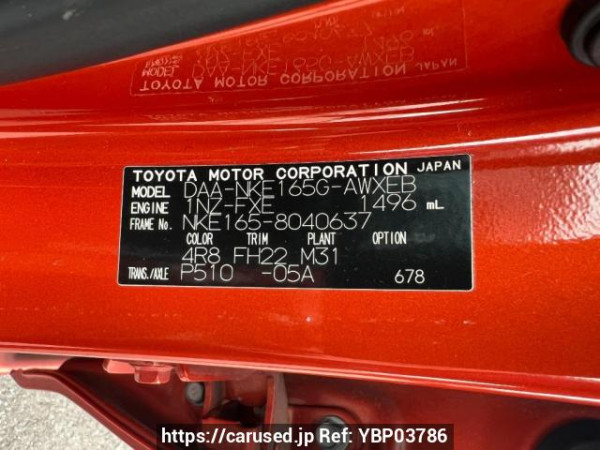 TOYOTA MOTOR CORPORATION JAPAN
MODEL DAA-NKE165G-AWXEB
ENGINE 1NZ-FXE 1496 mL
FRAME No. NKE165-8040637
COLOR TRIM PLANT OPTION
4R8 FH22 M31
TRANS./AXLE P510 -05A 678
https://carused.jp Ref: YBP03786